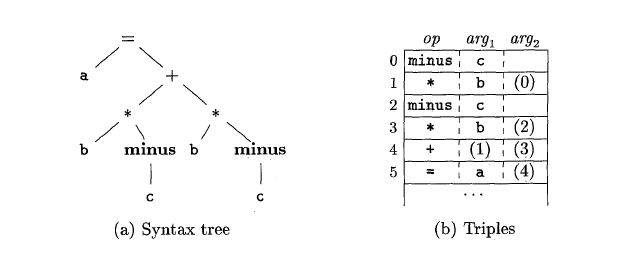 =
a +
* *
b minus b minus
c c
(a) Syntax tree
op arg1 arg2
0 minus c
1 * b (0)
2 minus c
3 * b (2)
4 + (1) (3)
5 = a (4)
...
(b) Triples